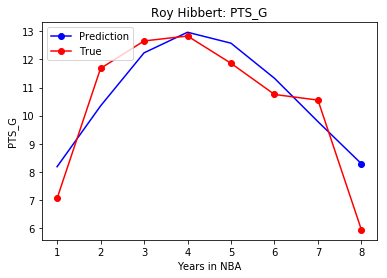 Roy Hibbert: PTS_G
Prediction
True
PTS_G
13
12
11
10
9
8
7
6
1 2 3 4 5 6 7 8
Years in NBA